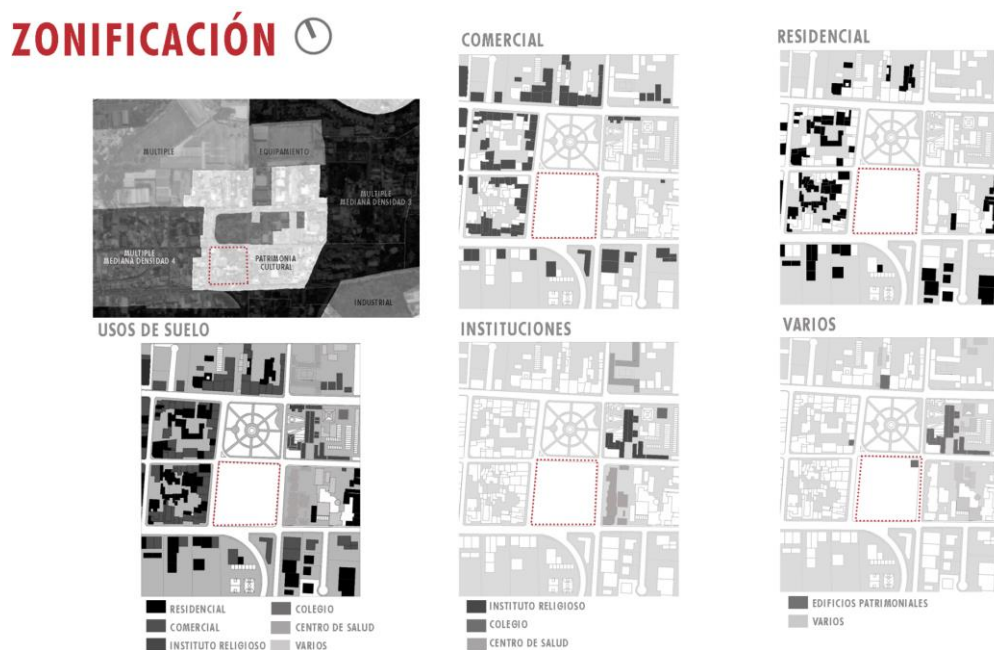 ZONIFICACIÓN
MULTIPLE
EQUIPAMIENTO
MULTIPLE
MEDIANA DENSIDAD 3
MULTIPLE
MEDIANA DENSIDAD 4
PATRIMONIA
CULTURAL
INDUSTRIAL
COMERCIAL
RESIDENCIAL
USOS DE SUELO
RESIDENCIAL
COMERCIAL
INSTITUTO RELIGIOSO
COLEGIO
CENTRO DE SALUD
VARIOS
INSTITUCIONES
INSTITUTO RELIGIOSO
COLEGIO
CENTRO DE SALUD
VARIOS
EDIFICIOS PATRIMONIALES
VARIOS